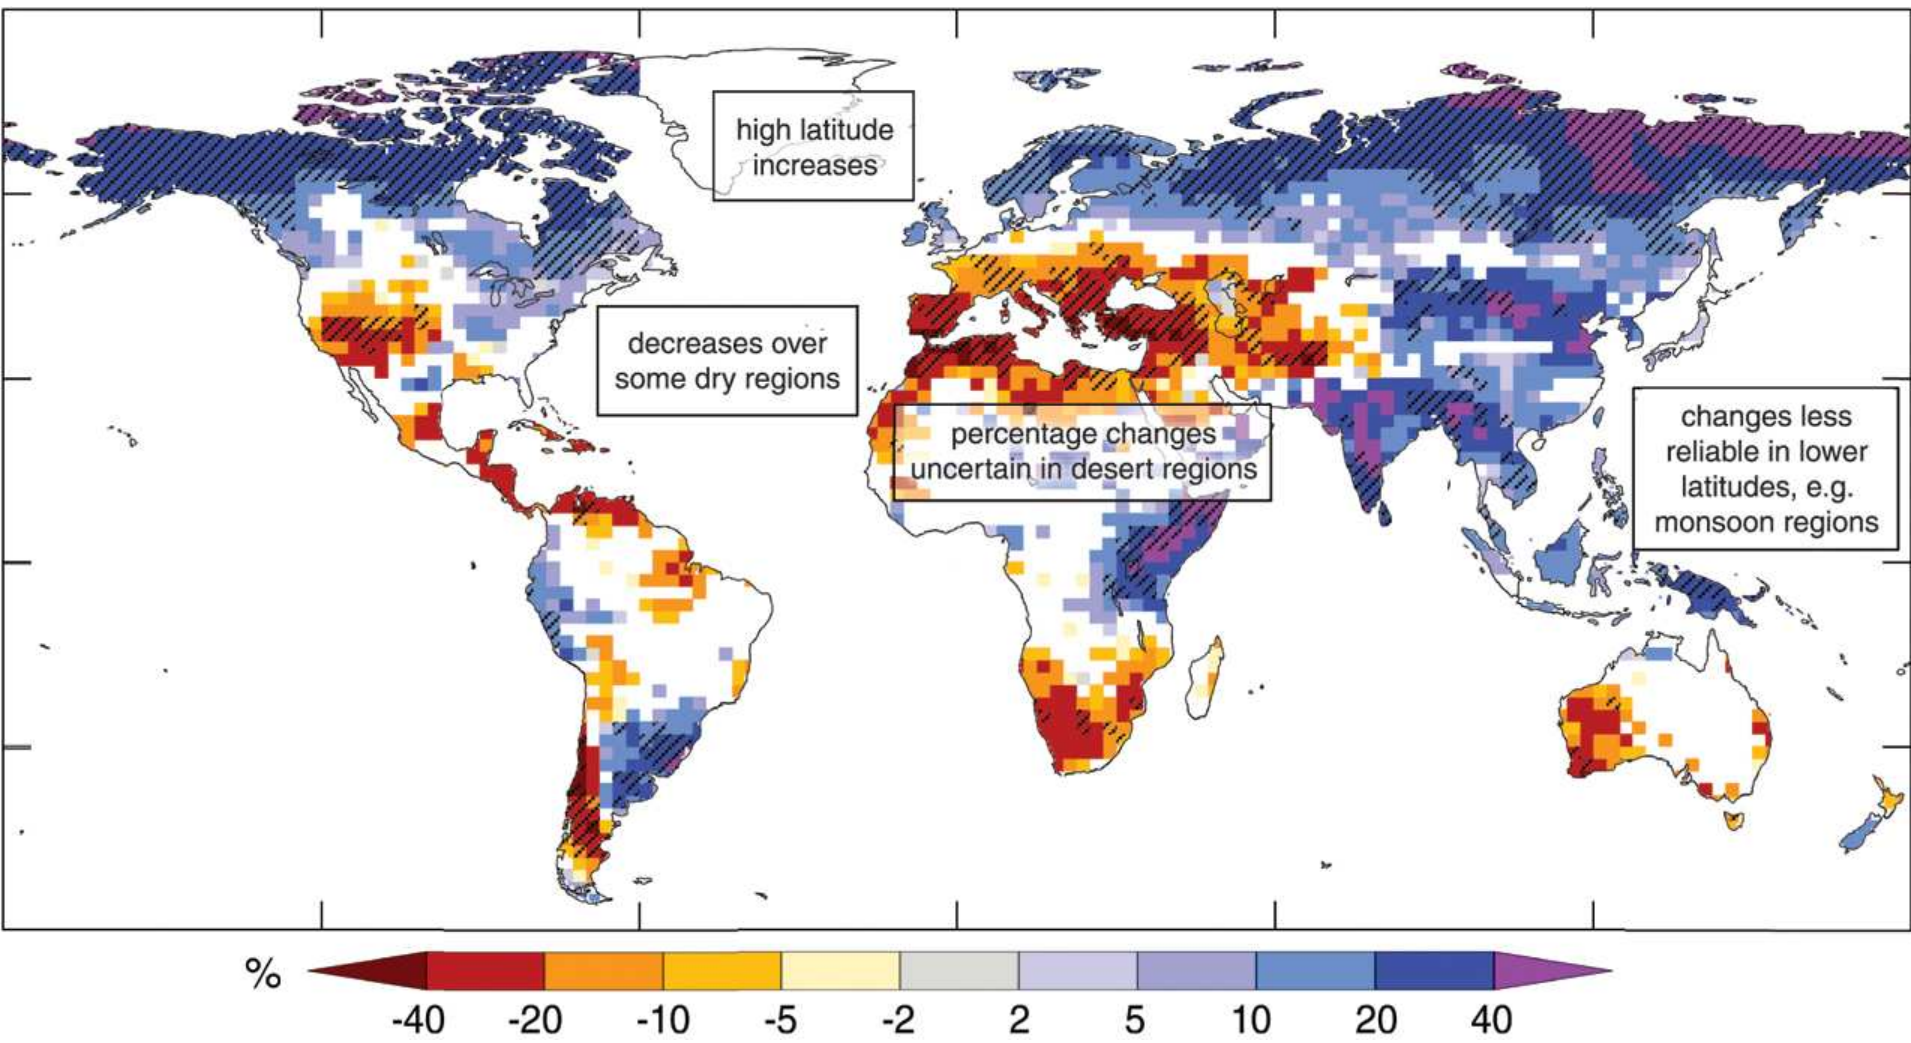 high latitude
increases
decreases over
some dry regions
percentage changes
uncertain in desert regions
changes less
reliable in lower
latitudes, e.g.
monsoon regions
%
-40 -20 -10 -5 -2 2 5 10 20 40